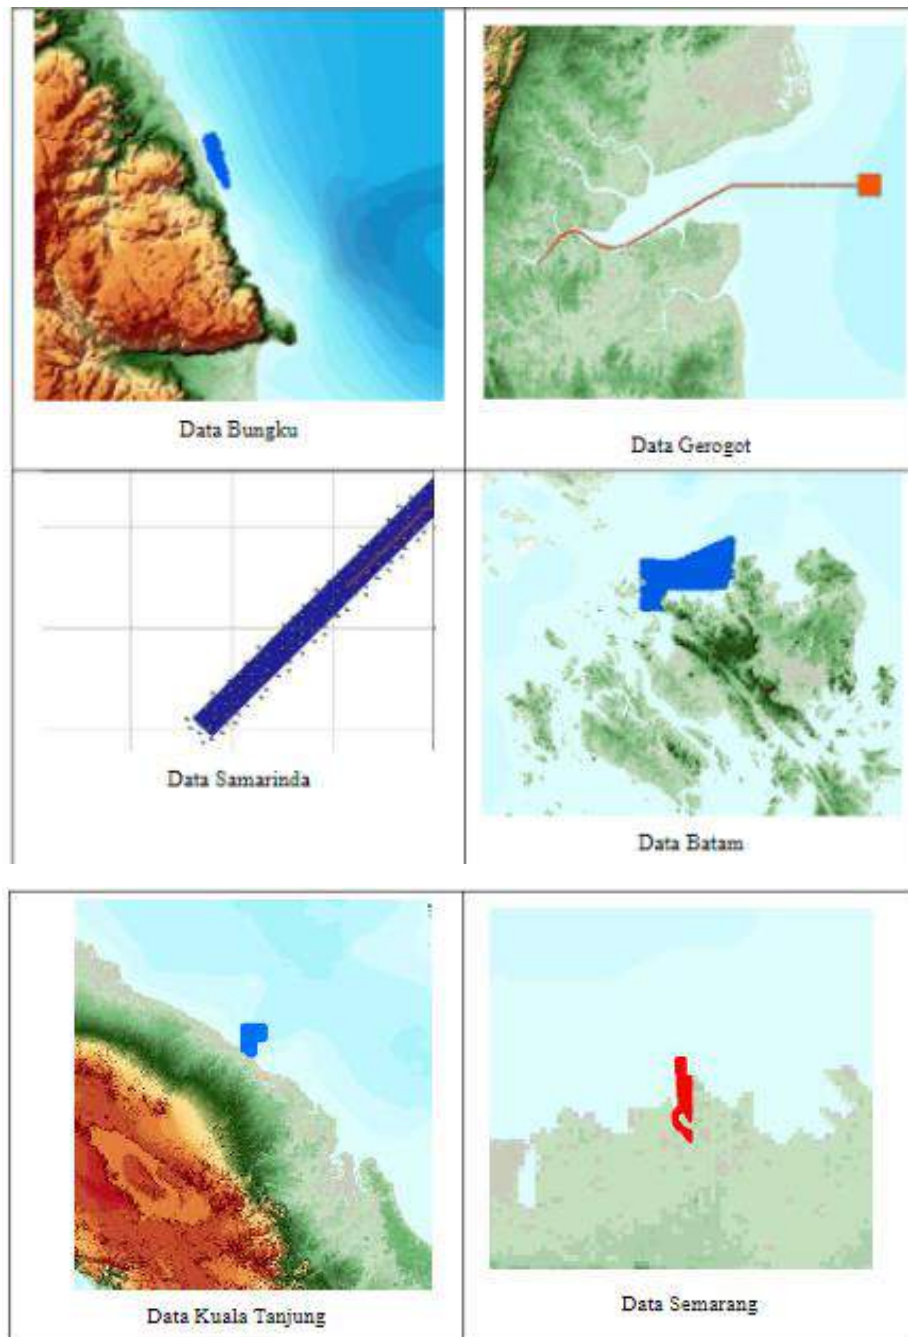 Data Bungku
Data Gerogot
Data Samarinda
Data Batam
Data Kuala Tanjung
Data Semarang